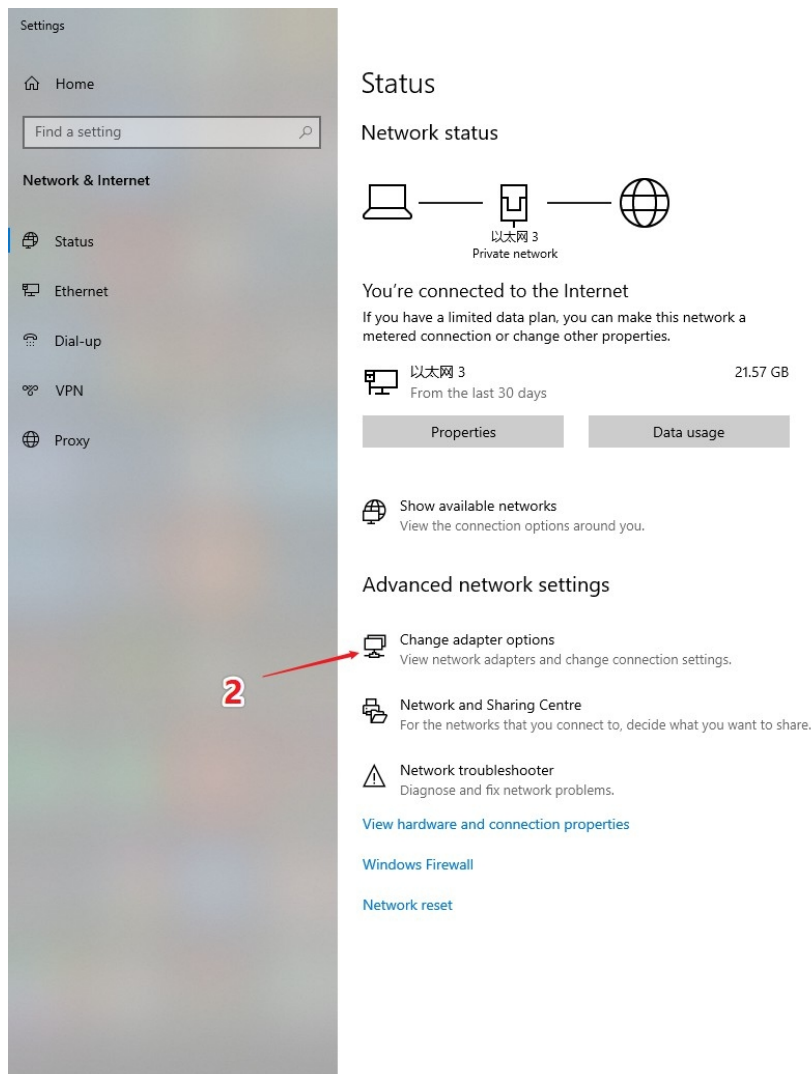 Settings
Home
Find a setting
Network & Internet
Status
Ethernet
Dial-up
VPN
Proxy
Status
Network status
以太网 3
Private network
You're connected to the Internet
If you have a limited data plan, you can make this network a
metered connection or change other properties.
以太网 3
21.57 GB
From the last 30 days
Properties
Data usage
Show available networks
View the connection options around you.
Advanced network settings
Change adapter options
View network adapters and change connection settings.
2
Network and Sharing Centre
For the networks that you connect to, decide what you want to share.
Network troubleshooter
Diagnose and fix network problems.
View hardware and connection properties
Windows Firewall
Network reset